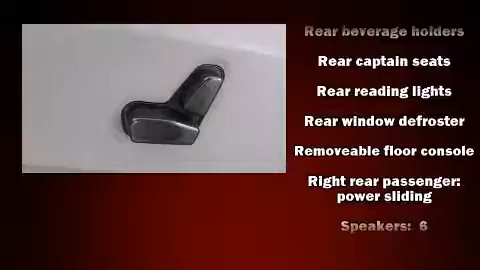 Rear beverage holders
Rear captain seats
Rear reading lights
Rear window defroster
Removeable floor console
Right rear passenger:
power sliding
Speakers: 6